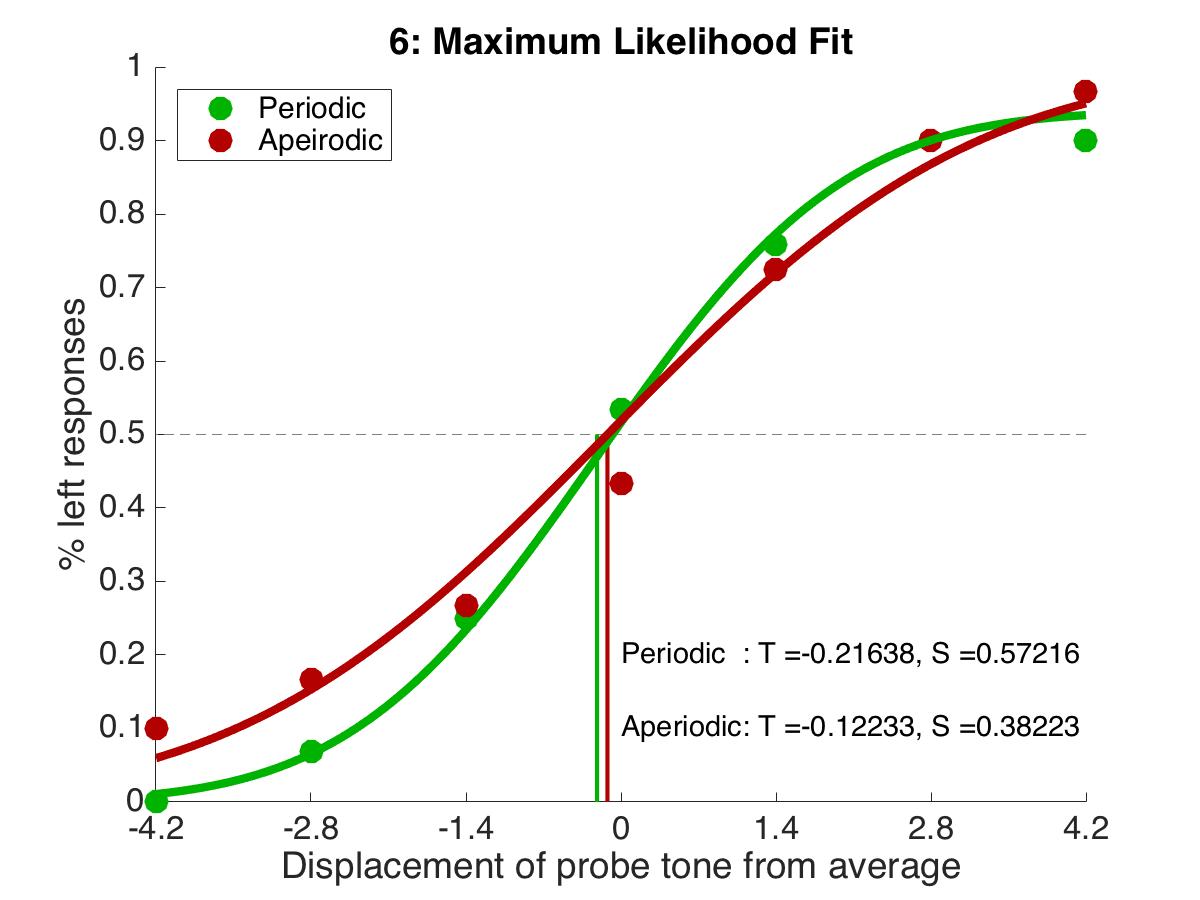 6: Maximum Likelihood Fit
1
Periodic
Apeirodic
0.9
0.8
0.7
0.6
0.5
0.4
0.3
0.2
0.1
0
% left responses
Periodic : T =-0.21638, S =0.57216
Aperiodic: T =-0.12233, S =0.38223
-4.2 -2.8 -1.4 0 1.4 2.8 4.2
Displacement of probe tone from average